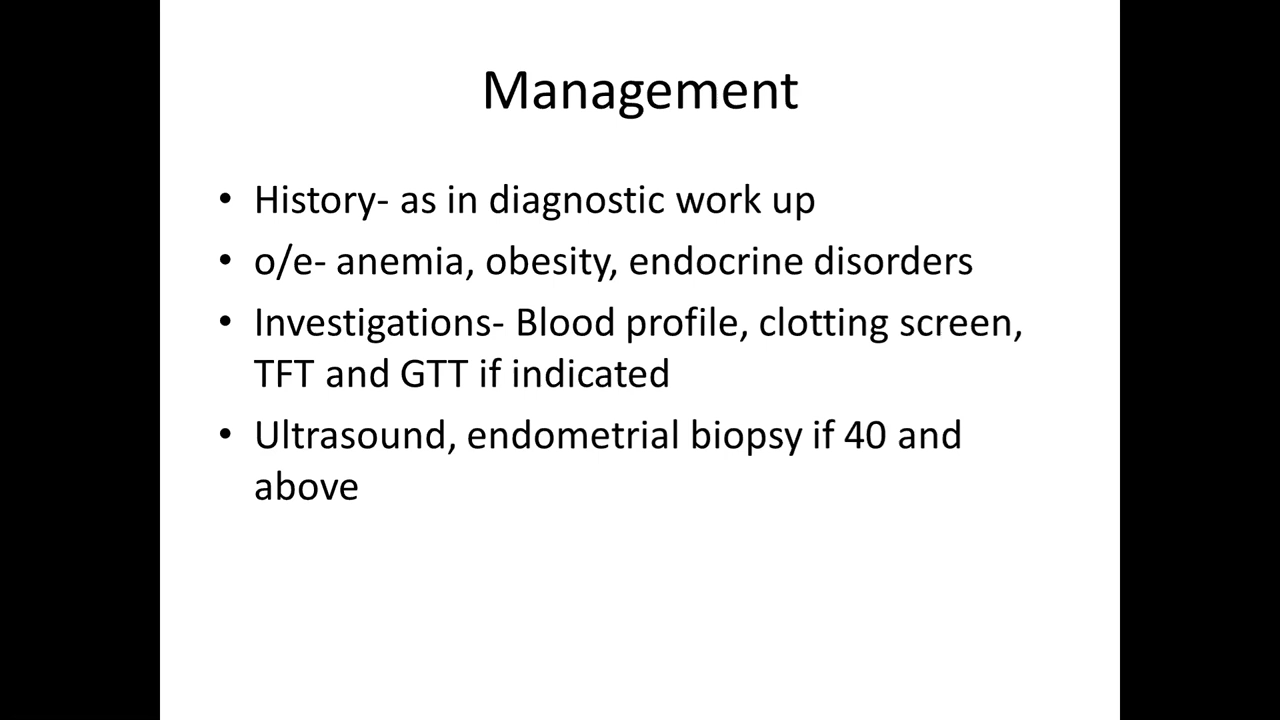 Management
• History- as in diagnostic work up
• o/e- anemia, obesity, endocrine disorders
• Investigations- Blood profile, clotting screen,
TFT and GTT if indicated
• Ultrasound, endometrial biopsy if 40 and
above